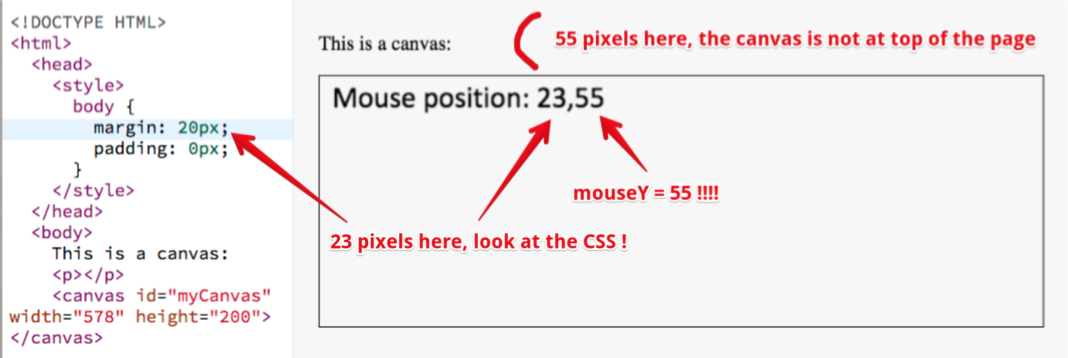 <!DOCTYPE HTML>
<html>
<head>
<style>
body {
margin: 20px;
padding: 0px;
}
</style>
</head>
<body>
This is a canvas:
<p></p>
<canvas id="myCanvas"
width="578" height="200">
</canvas>
This is a canvas:
55 pixels here, the canvas is not at top of the page
Mouse position: 23,55
mouseY = 55 !!!!
23 pixels here, look at the CSS !